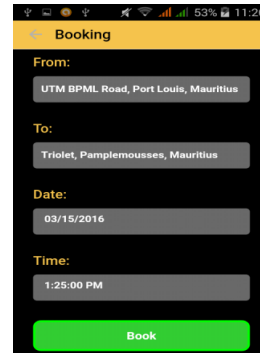 53% 11:20
Booking
From:
UTM BPML Road, Port Louis, Mauritius
To:
Triolet, Pamplemousses, Mauritius
Date:
03/15/2016
Time:
1:25:00 PM
Book